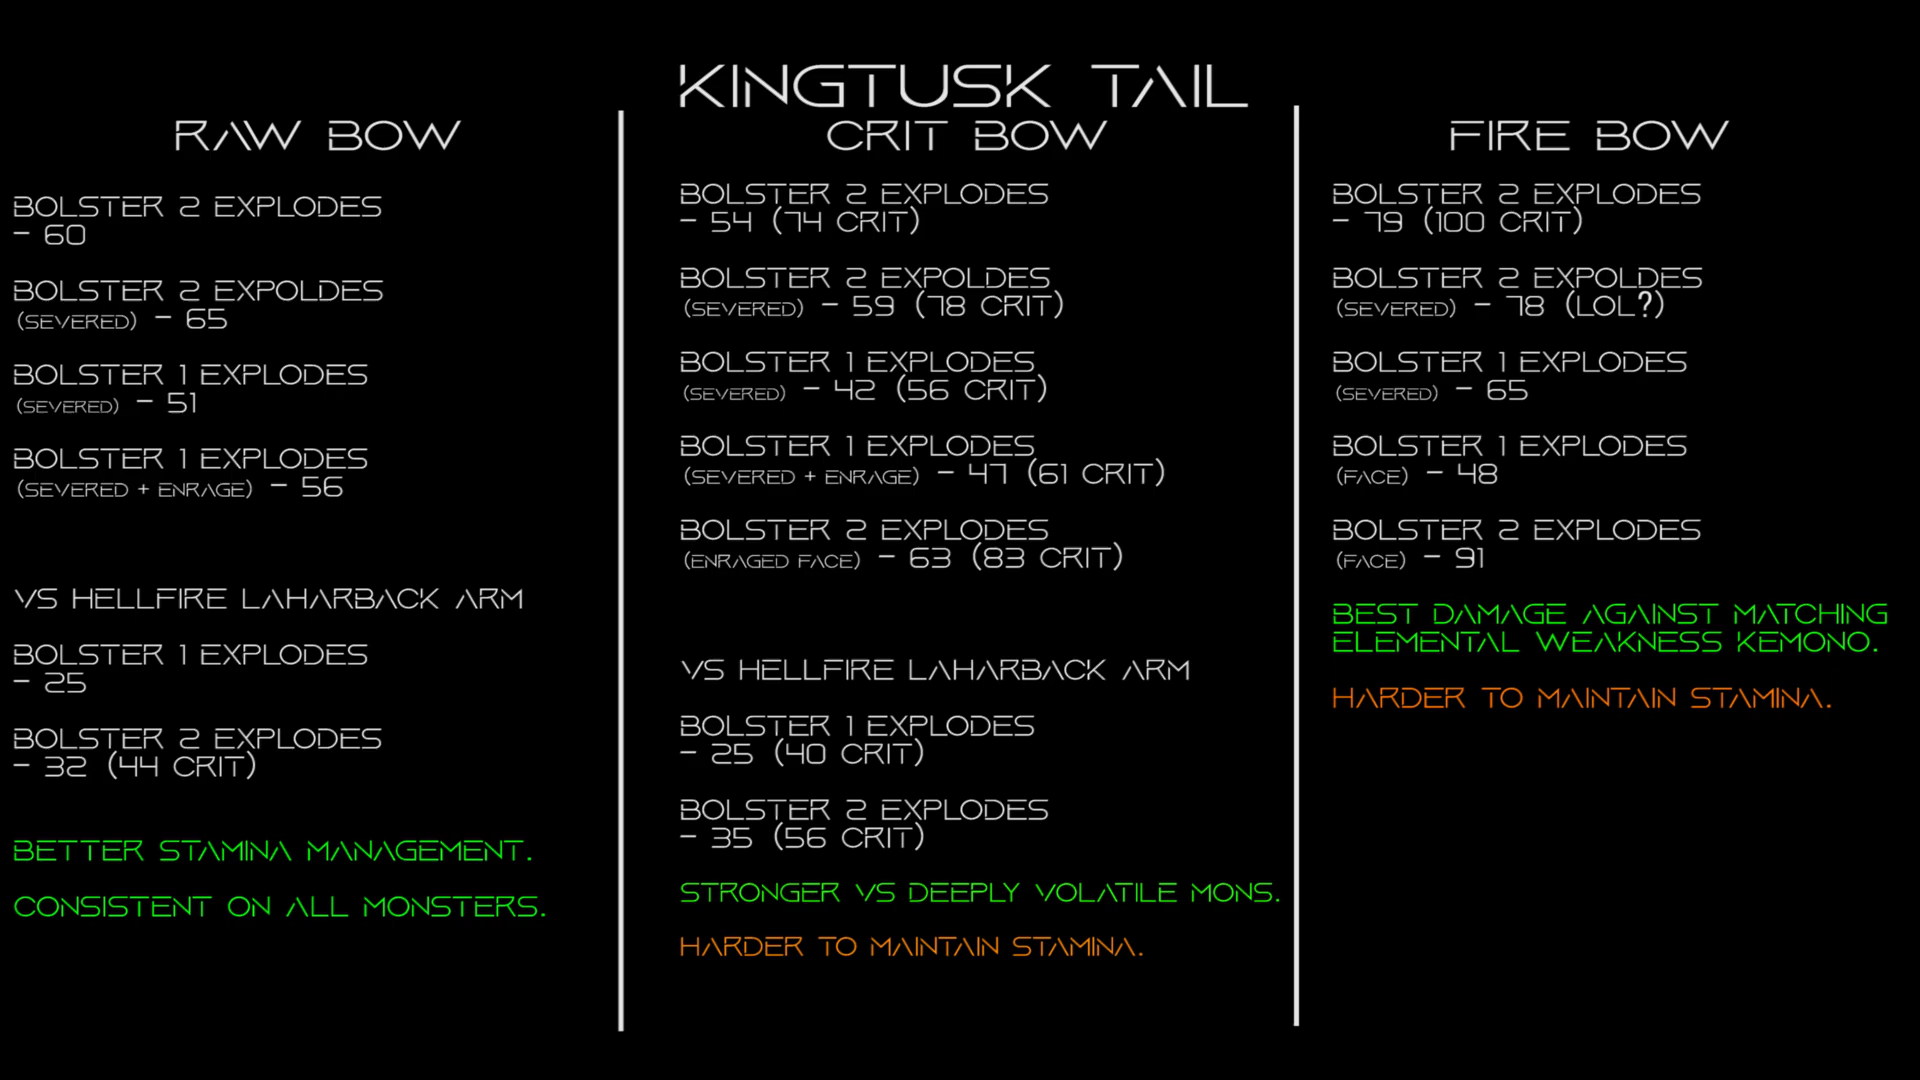 KINGTUSK TAIL
RAW BOW
BOLSTER 2 EXPLODES
- 60
BOLSTER 2 EXPOLDES
(SEVERED) - 65
BOLSTER 1 EXPLODES
(SEVERED) - 51
BOLSTER 1 EXPLODES
(SEVERED + ENRAGE) - 56
VS HELLFIRE LAHARBACK ARM
BOLSTER 1 EXPLODES
- 25
BOLSTER 2 EXPLODES
- 32 (44 CRIT)
BETTER STAMINA MANAGEMENT.
CONSISTENT ON ALL MONSTERS.
CRIT BOW
BOLSTER 2 EXPLODES
- 54 (74 CRIT)
BOLSTER 2 EXPOLDES
(SEVERED) - 59 (78 CRIT)
BOLSTER 1 EXPLODES
(SEVERED) - 42 (56 CRIT)
BOLSTER 1 EXPLODES
(SEVERED + ENRAGE) - 47 (61 CRIT)
BOLSTER 2 EXPLODES
(ENRAGED FACE) - 63 (83 CRIT)
VS HELLFIRE LAHARBACK ARM
BOLSTER 1 EXPLODES
- 25 (40 CRIT)
BOLSTER 2 EXPLODES
- 35 (56 CRIT)
STRONGER VS DEEPLY VOLATILE MONS.
HARDER TO MAINTAIN STAMINA.
FIRE BOW
BOLSTER 2 EXPLODES
- 79 (100 CRIT)
BOLSTER 2 EXPOLDES
(SEVERED) - 78 (LOL?)
BOLSTER 1 EXPLODES
(SEVERED) - 65
BOLSTER 1 EXPLODES
(FACE) - 48
BOLSTER 2 EXPLODES
(FACE) - 91
BEST DAMAGE AGAINST MATCHING
ELEMENTAL WEAKNESS KEMONO.
HARDER TO MAINTAIN STAMINA.